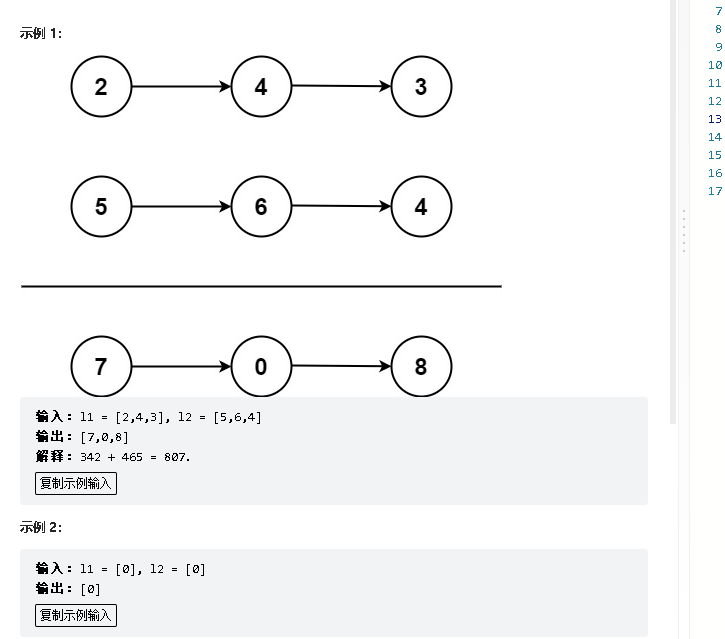 示例 1:
2 4 3
5 6 4
7 0 8
输入：l1 = [2,4,3], l2 = [5,6,4]
输出：[7,0,8]
解释：342 + 465 = 807.
复制示例输入
示例 2:
输入：l1 = [0], l2 = [0]
输出：[0]
复制示例输入
7
8
9
10
11
12
13
14
15
16
17